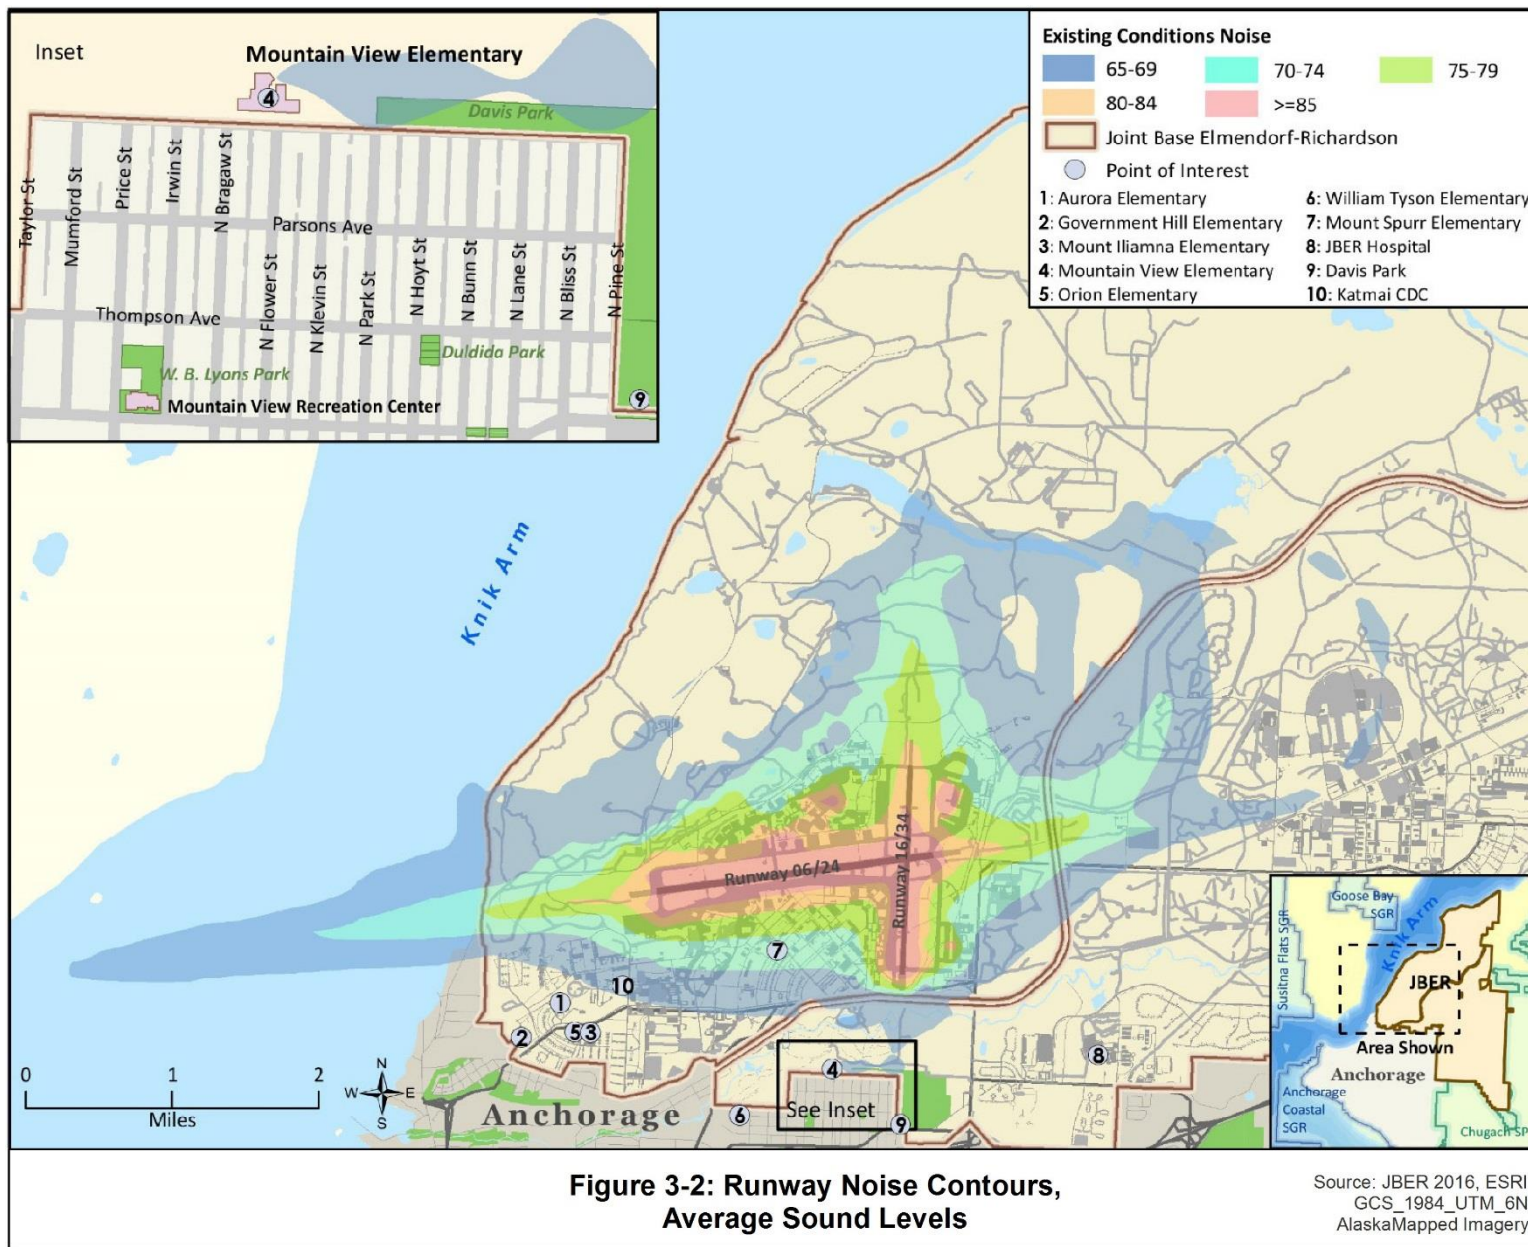 Inset
Mountain View Elementary
4
Davis Park
Taylor St
Mumford St
Price St
Irwin St
N Bragaw St
Parsons Ave
N Flower St
N Klevin St
N Park St
N Hoyt St
N Bunn St
N Lane St
N Bliss St
N Pine St
Thompson Ave
Duldida Park
W. B. Lyons Park
Mountain View Recreation Center
9
Existing Conditions Noise
65-69 70-74 75-79
80-84 >=85
Joint Base Elmendorf-Richardson
Point of Interest
1: Aurora Elementary
2: Government Hill Elementary
3: Mount Iliamna Elementary
4: Mountain View Elementary
5: Orion Elementary
6: William Tyson Elementary
7: Mount Spurr Elementary
8: JBER Hospital
9: Davis Park
10: Katmai CDC
Knik Arm
Runway 06/24
Runway 16/34
7
10
1
2
5 3
4
8
6
See Inset
9
Anchorage
0 1 2
Miles
N
W E
S
Goose Bay
SGR
Susitna Flats SGR
Knik Arm
JBER
Area Shown
Anchorage
Anchorage
Coastal
SGR
Chugach SP
Figure 3-2: Runway Noise Contours,
Average Sound Levels
Source: JBER 2016, ESRI
GCS_1984_UTM_6N
AlaskaMapped Imagery